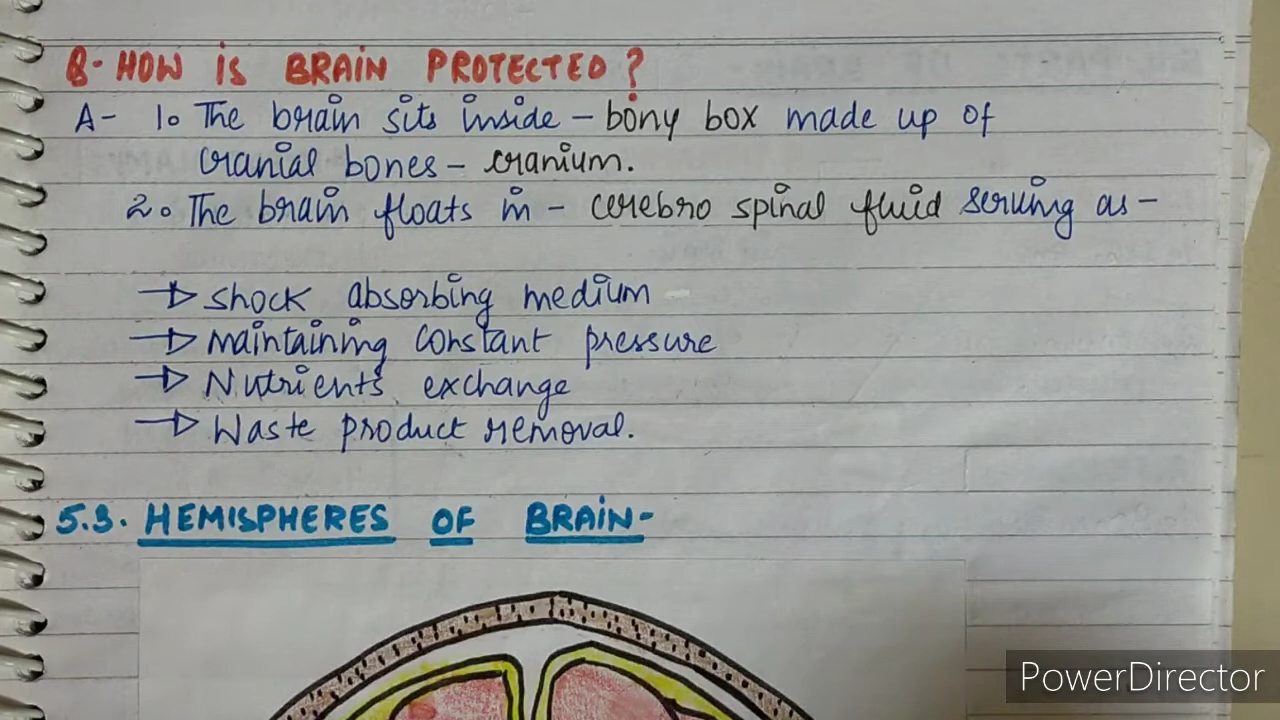 Q- HOW iS BRAiN PROTECTED?
A- 1. The brain sits inside - bony box made up of
cranial bones - cranium.
2. The brain floats in - cerebro spinal fluid serving as -
→ shock absorbing medium
→ Maintaining constant pressure
→ Nutrients exchange
→ Waste product removal.
5.3. HEMISPHERES OF BRAiN-
PowerDirector